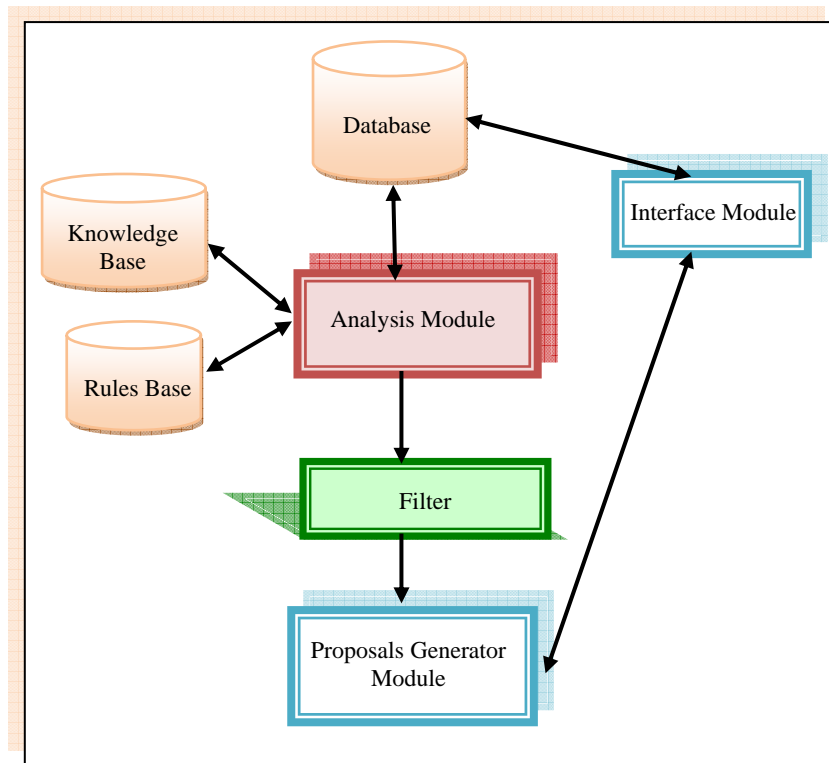 Database
Interface Module
Knowledge
Base
Analysis Module
Rules Base
Filter
Proposals Generator
Module